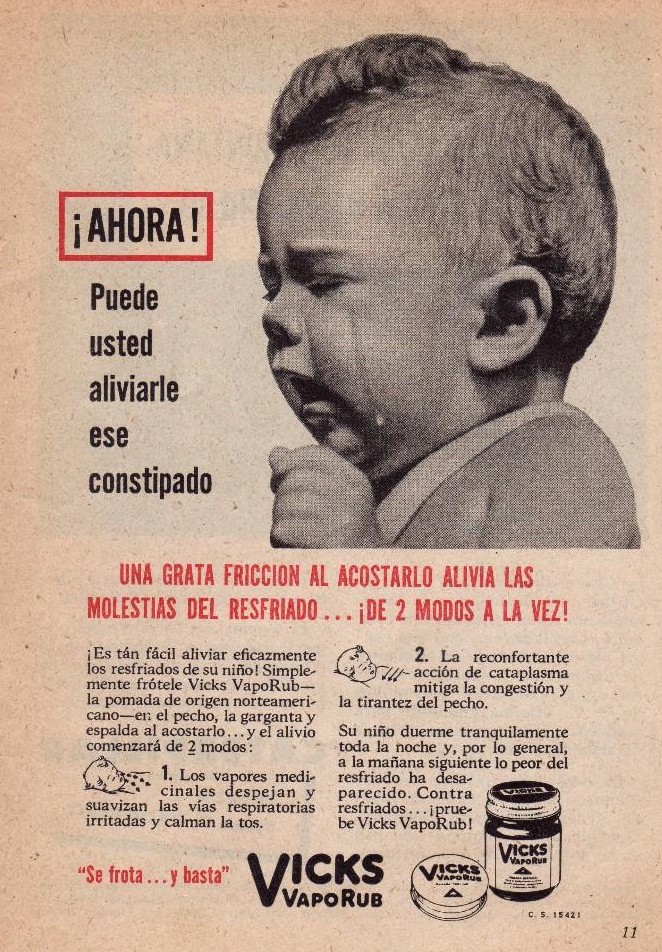 ¡AHORA!
Puede
usted
aliviarle
ese
constipado
UNA GRATA FRICCION AL ACOSTARLO ALIVIA LAS
MOLESTIAS DEL RESFRIADO... ¡DE 2 MODOS A LA VEZ!
¡Es tán fácil aliviar eficazmente
los resfriados de su niño! Simple-
mente frótele Vicks VapoRub—
la pomada de origen norteameri-
cano—en el pecho, la garganta y
espalda al acostarlo...y el alivio
comenzará de 2 modos:
1. Los vapores medi-
cinales despejan y
suavizan las vías respiratorias
irritadas y calman la tos.
2. La reconfortante
acción de cataplasma
mitiga la congestión y
la tirantez del pecho.
Su niño duerme tranquilamente
toda la noche y, por lo general,
a la mañana siguiente lo peor del
resfriado ha desa-
parecido. Contra
resfriados...¡prue-
be Vicks VapoRub!
"Se frota...y basta"
VICKS
VAPORUB
VICKS
VAPORUB
VICKS
VICKS
VAPORUB
C. S. 15421
11